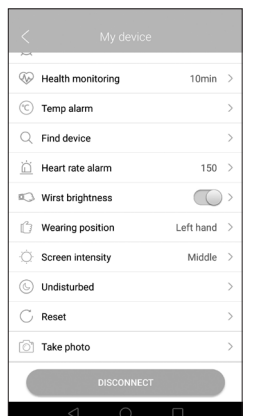 My device
Health monitoring 10min
°C Temp alarm
Find device
Heart rate alarm 150
Wirst brightness
Wearing position Left hand
Screen intensity Middle
Undisturbed
Reset
Take photo
DISCONNECT